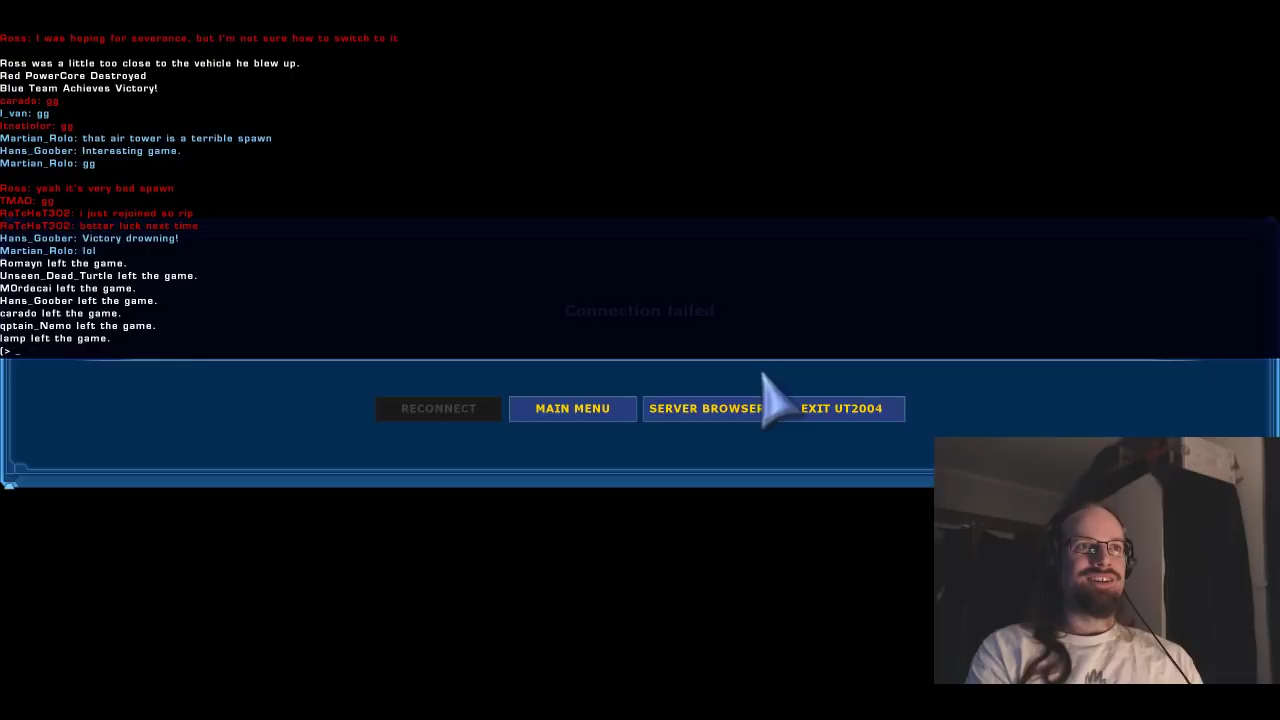 Ross: I was hoping for severance, but I'm not sure how to switch to it
Ross was a little too close to the vehicle he blew up.
Red PowerCore Destroyed
Blue Team Achieves Victory!
carado: gg
I_van: gg
Itnetlolor: gg
Martian_Rolo: that air tower is a terrible spawn
Hans_Goober: Interesting game.
Martian_Rolo: gg
Ross: yeah it's very bad spawn
TMAO: gg
RaTcHeT302: i just rejoined so rip
RaTcHeT302: better luck next time
Hans_Goober: Victory drowning!
Martian_Rolo: lol
Romayn left the game.
Unseen_Dead_Turtle left the game.
MOrdecai left the game.
Hans_Goober left the game.
carado left the game.
qptain_Nemo left the game.
lamp left the game.
(> _
Connection failed
RECONNECT
MAIN MENU
SERVER BROWSER
EXIT UT2004